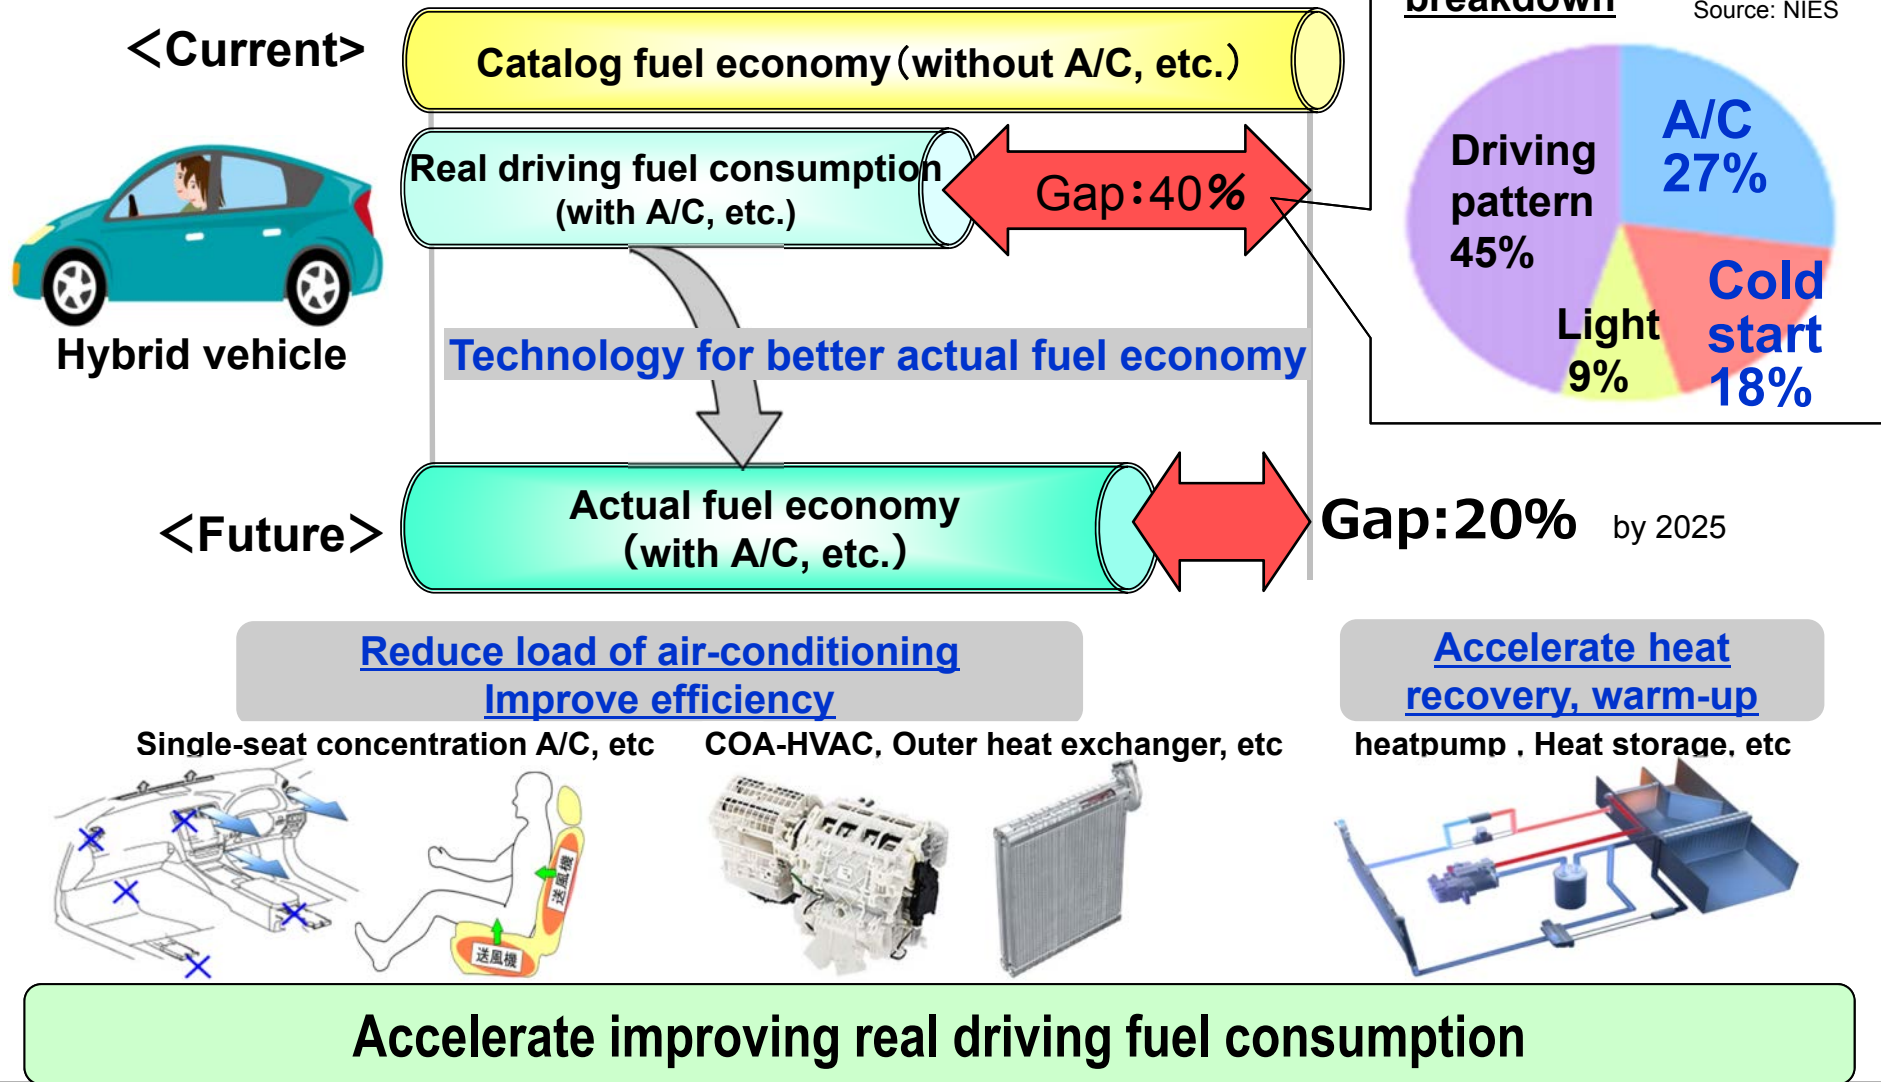 breakdown
Source: NIES
＜Current>
Catalog fuel economy（without A/C, etc.）
Real driving fuel consumption
(with A/C, etc.)
Gap：40%
A/C
27%
Driving
pattern
45%
Cold
start
18%
Light
9%
Hybrid vehicle
Technology for better actual fuel economy
＜Future＞
Actual fuel economy
（with A/C, etc.）
Gap:20% by 2025
Reduce load of air-conditioning
Improve efficiency
Accelerate heat
recovery, warm-up
Single-seat concentration A/C, etc
COA-HVAC, Outer heat exchanger, etc
heatpump , Heat storage, etc
送風機
送風機
Accelerate improving real driving fuel consumption